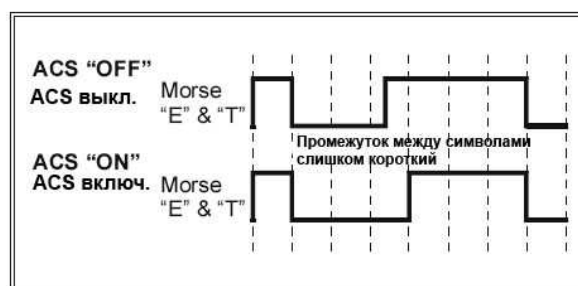 ACS “OFF”
ACS выкл.
Morse
“E” & “T”
Промежуток между символами
слишком короткий
ACS “ON”
ACS включ.
Morse
“E” & “T”